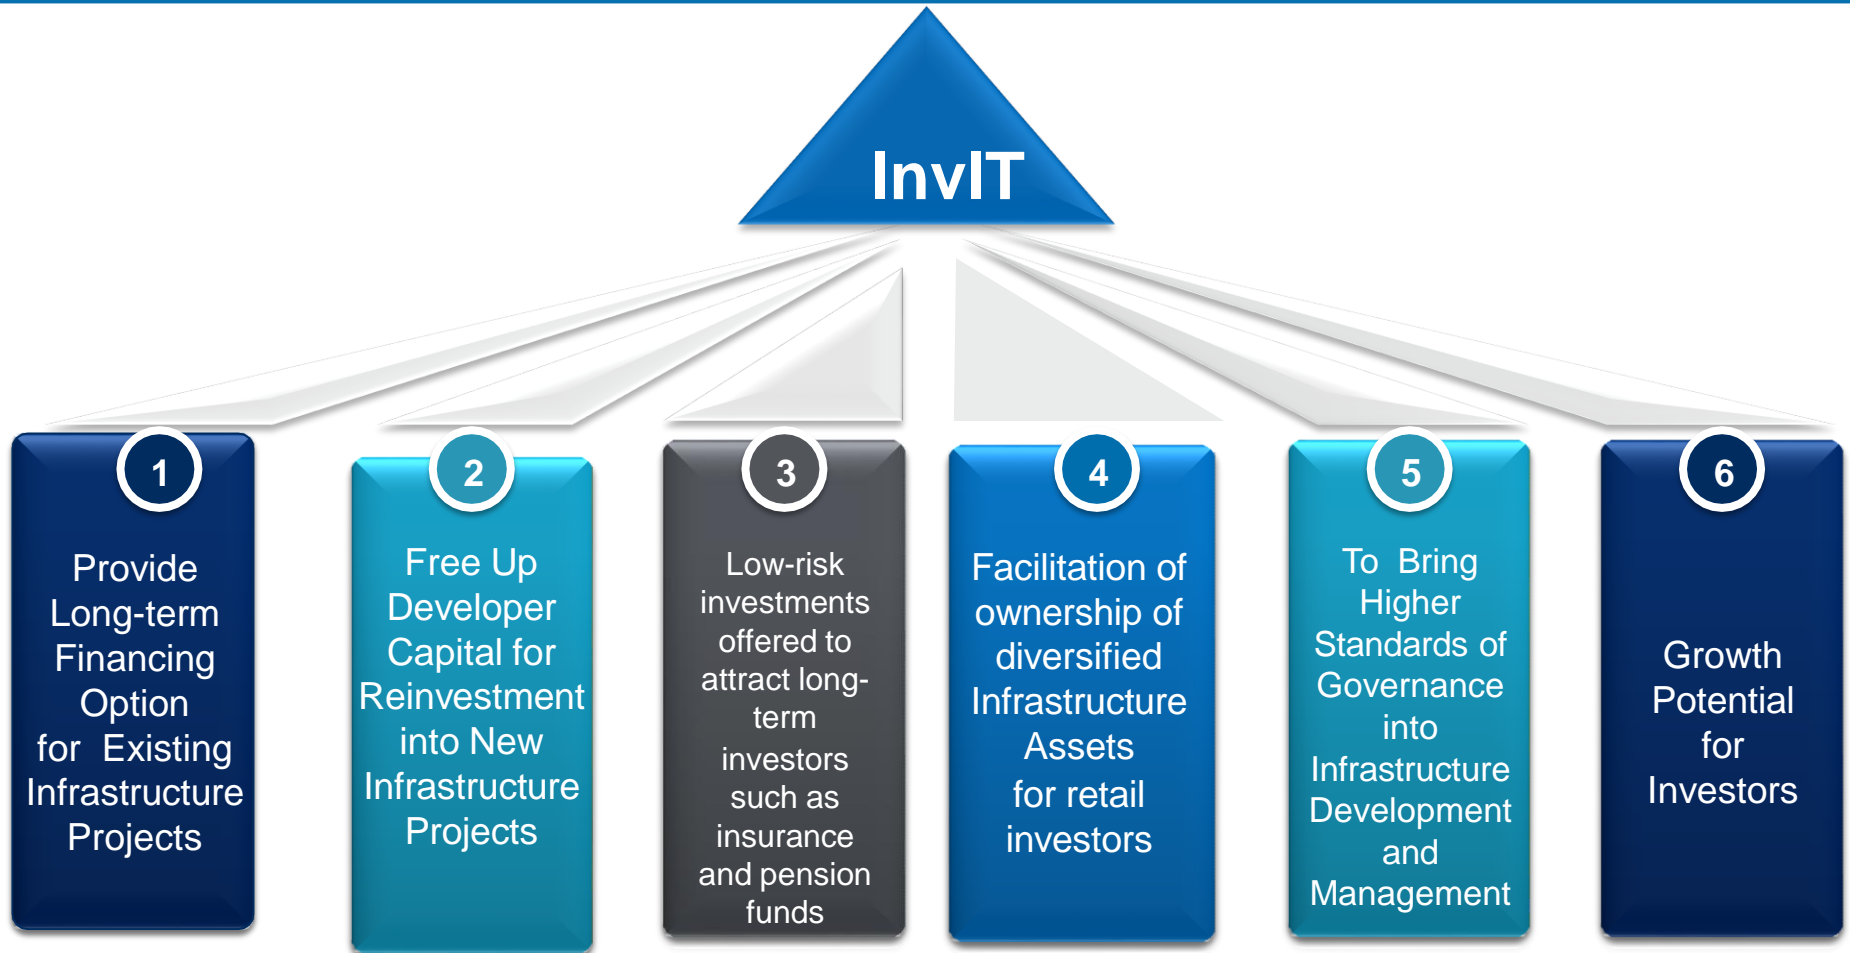 InvIT
1
Provide
Long-term
Financing
Option
for Existing
Infrastructure
Projects
2
Free Up
Developer
Capital for
Reinvestment
into New
Infrastructure
Projects
3
Low-risk
investments
offered to
attract long-
term
investors
such as
insurance
and pension
funds
4
Facilitation of
ownership of
diversified
Infrastructure
Assets
for retail
investors
5
To Bring
Higher
Standards of
Governance
into
Infrastructure
Development
and
Management
6
Growth
Potential
for
Investors